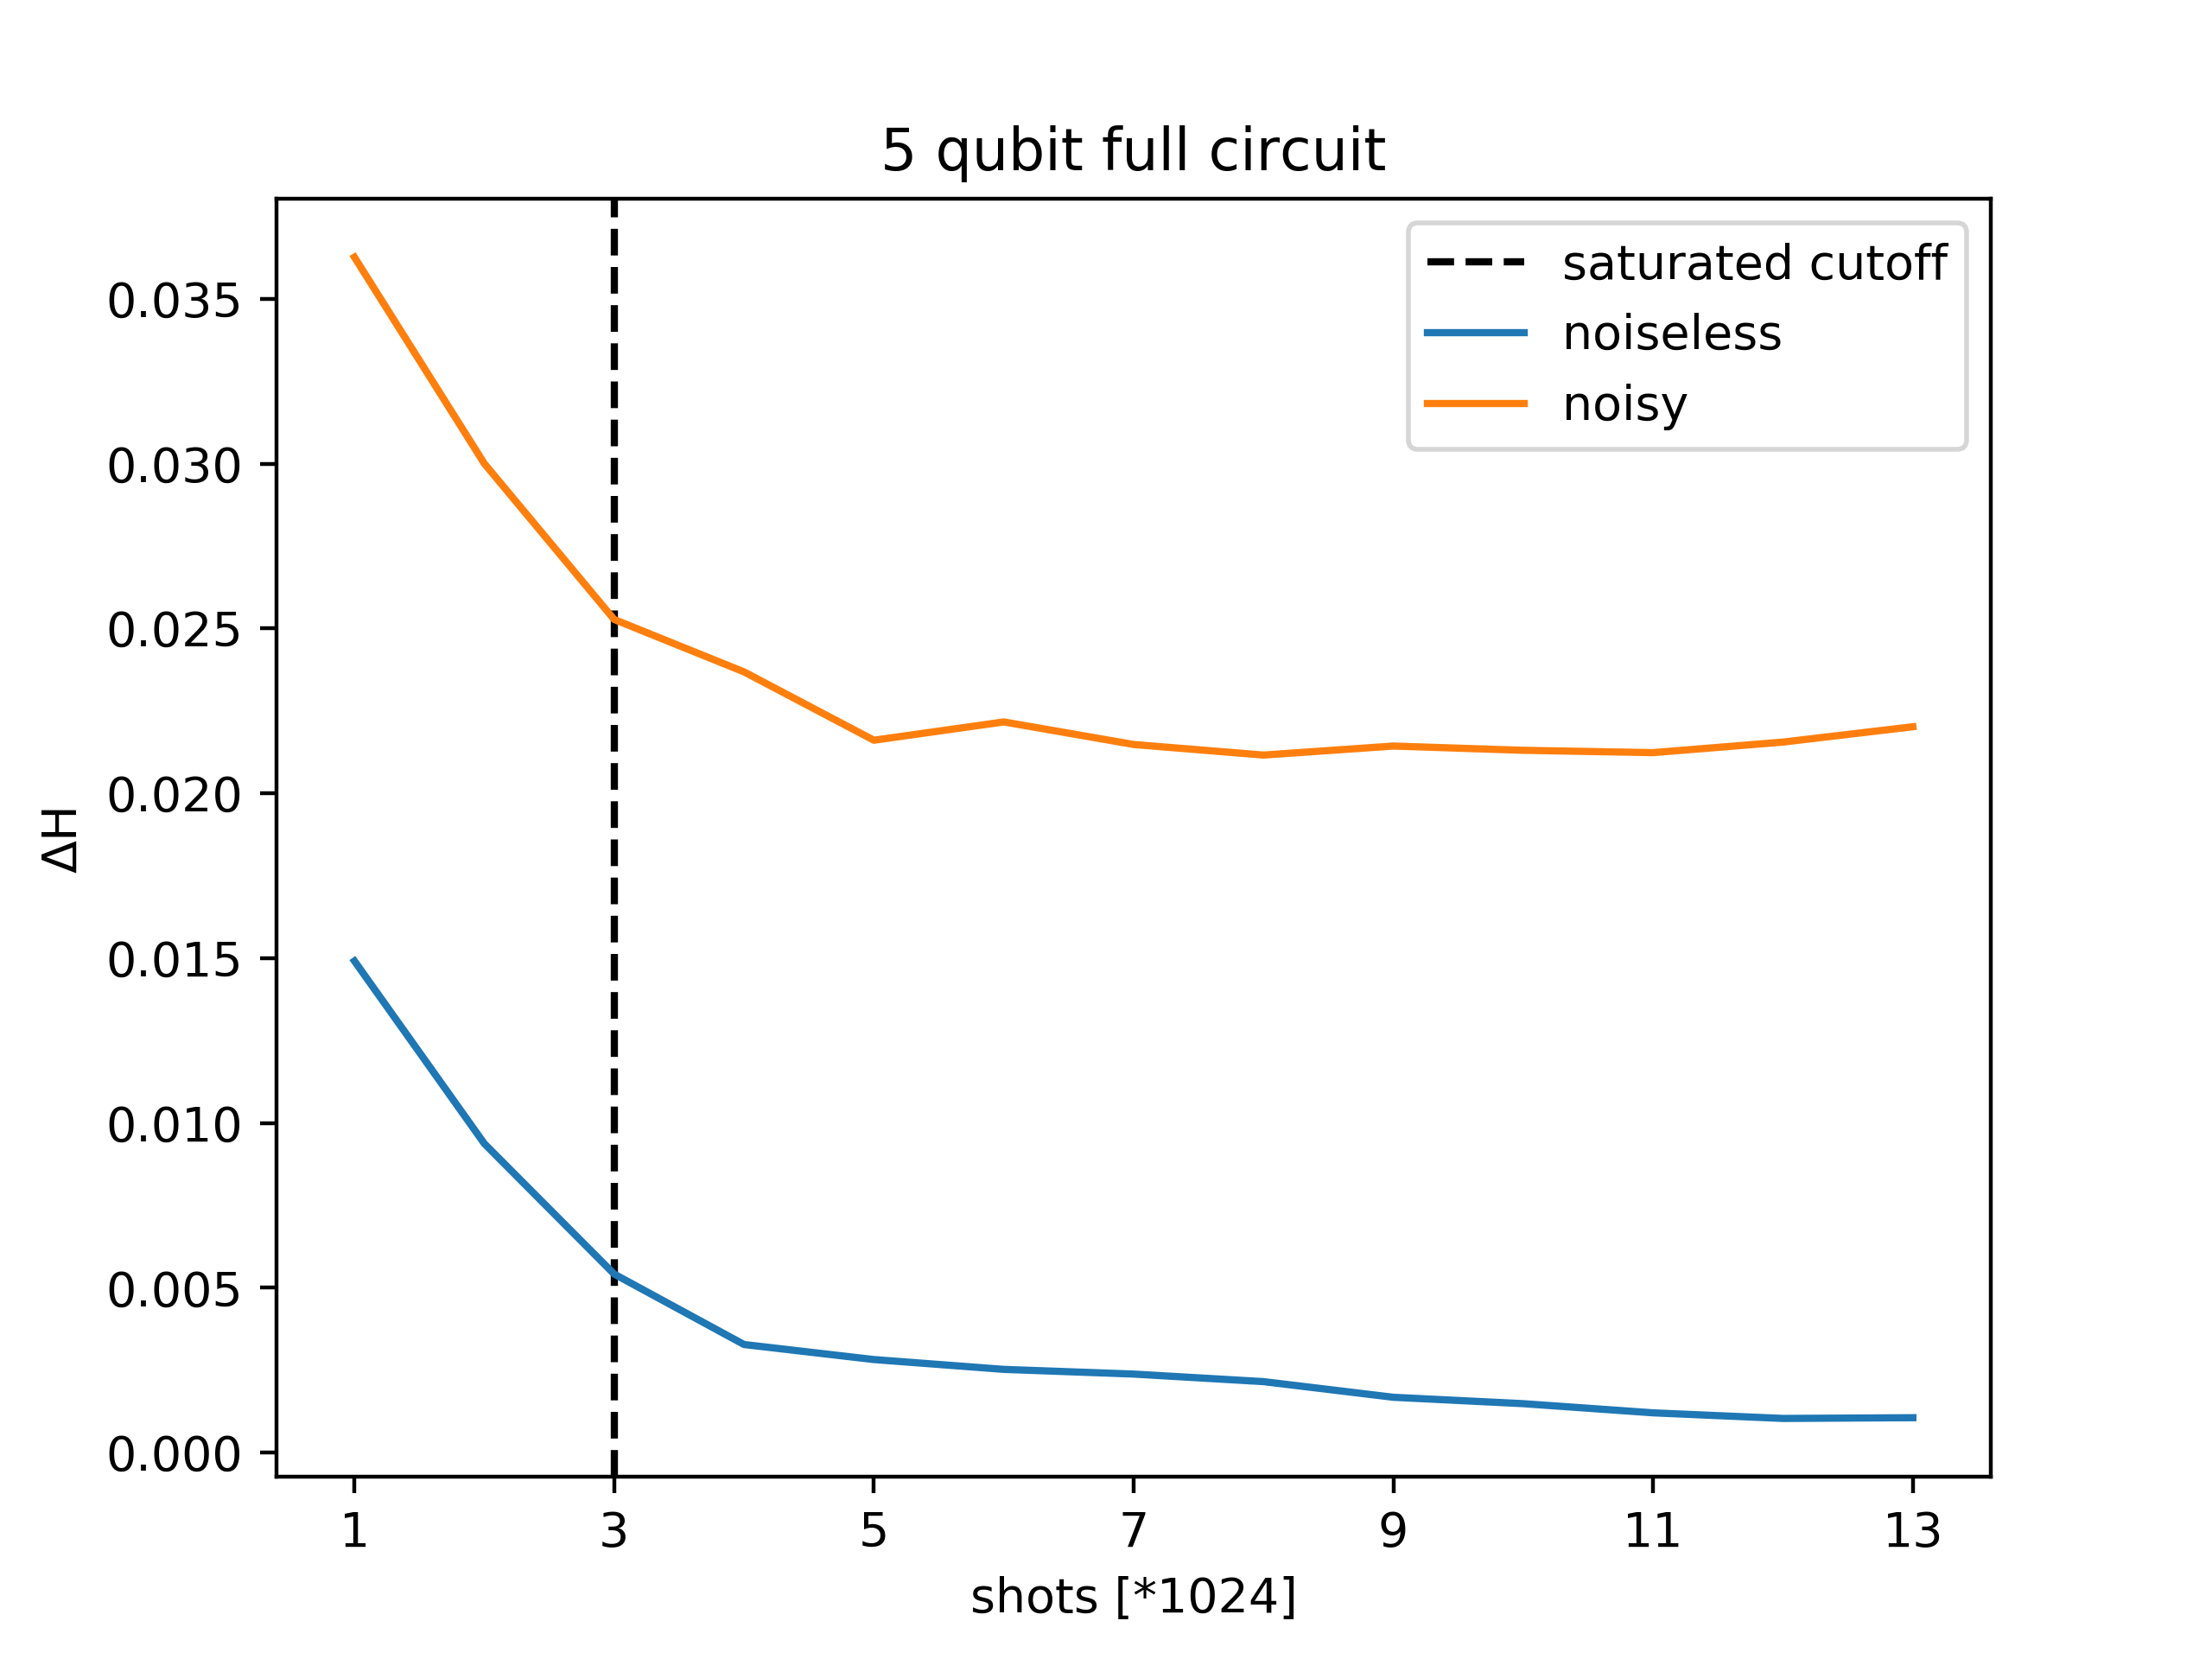 5 qubit full circuit
saturated cutoff
noiseless
noisy
0.035
0.030
0.025
0.020
0.015
0.010
0.005
0.000
ΔH
1 3 5 7 9 11 13
shots [*1024]